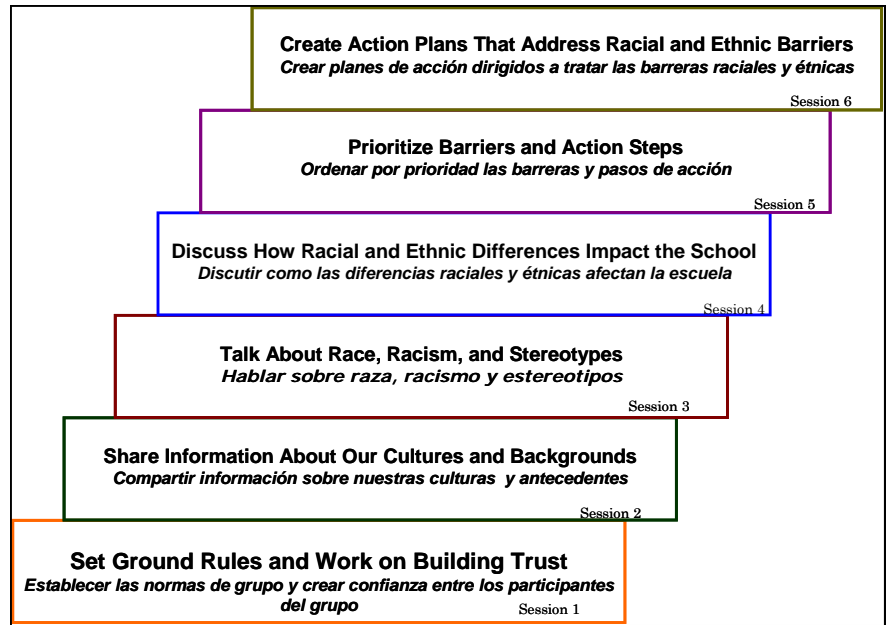 Create Action Plans That Address Racial and Ethnic Barriers
Crear planes de acción dirigidos a tratar las barreras raciales y étnicas
Session 6
Prioritize Barriers and Action Steps
Ordenar por prioridad las barreras y pasos de acción
Session 5
Discuss How Racial and Ethnic Differences Impact the School
Discutir como las diferencias raciales y étnicas afectan la escuela
Session 4
Talk About Race, Racism, and Stereotypes
Hablar sobre raza, racismo y estereotipos
Session 3
Share Information About Our Cultures and Backgrounds
Compartir información sobre nuestras culturas y antecedentes
Session 2
Set Ground Rules and Work on Building Trust
Establecer las normas de grupo y crear confianza entre los participantes
del grupo
Session 1